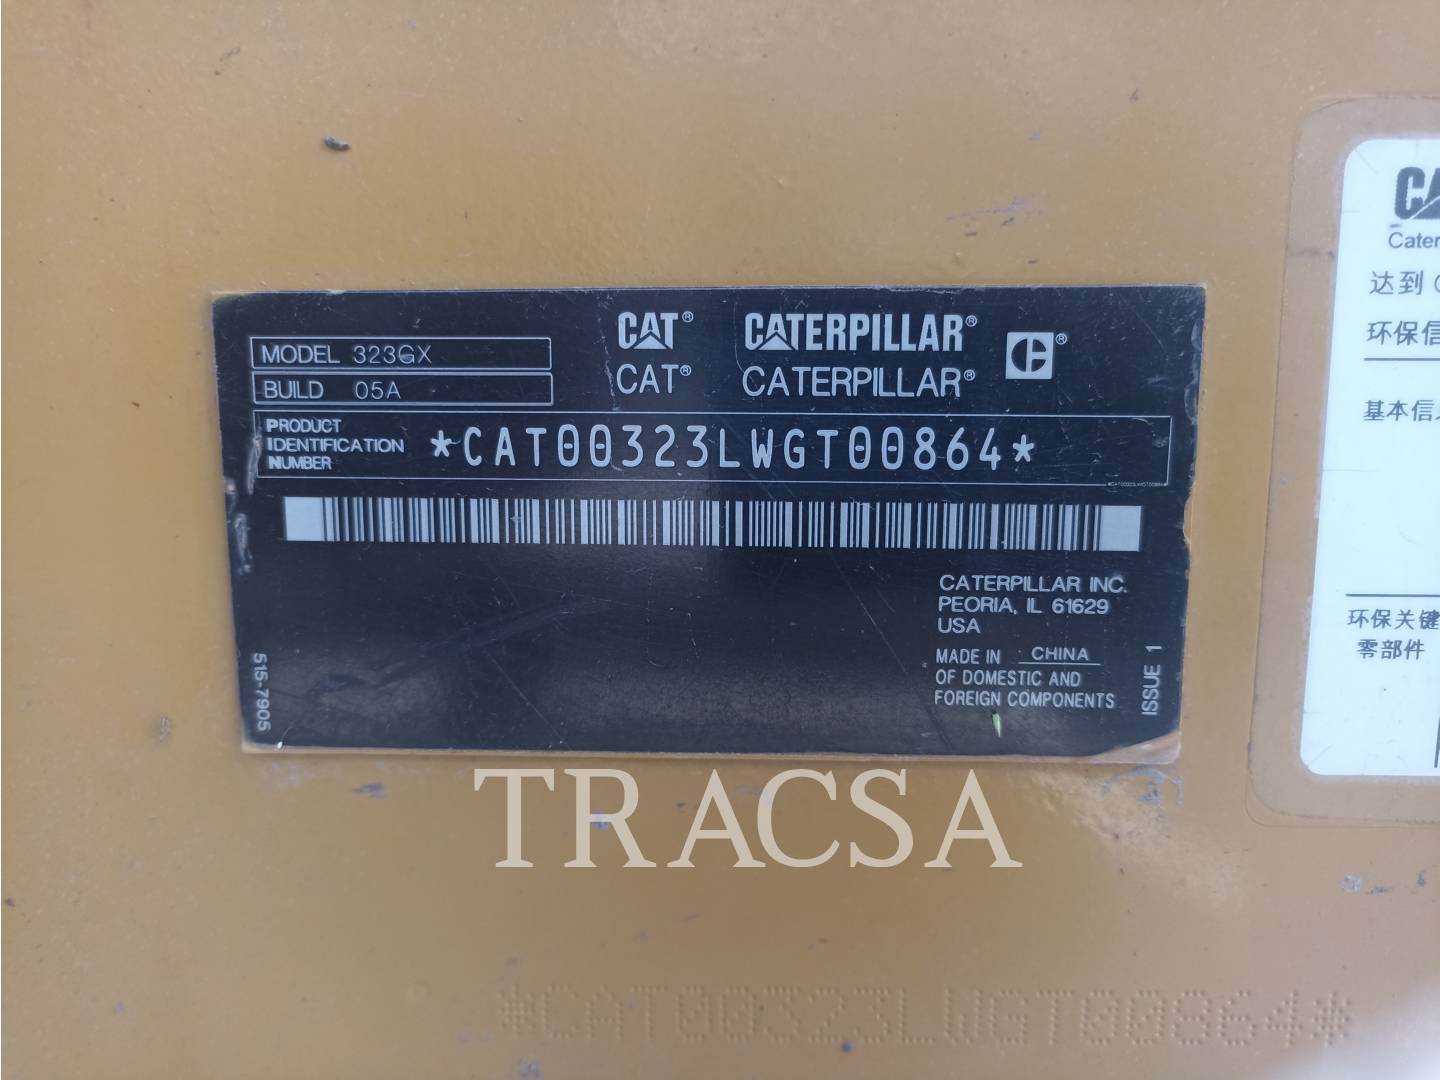 MODEL 323GX
BUILD 05A
CAT® CATERPILLAR® ®
CAT® CATERPILLAR®
PRODUCT
IDENTIFICATION
NUMBER
*CAT00323LWGT00864*
*CAT00323LWGT00864*
CATERPILLAR INC.
PEORIA, IL 61629
USA
MADE IN CHINA
OF DOMESTIC AND
FOREIGN COMPONENTS
515-7905
ISSUE 1
CA
Cater
达到
环保信
基本信
环保关键
零部件
TRACSA
*CAT00323LWGT00864*